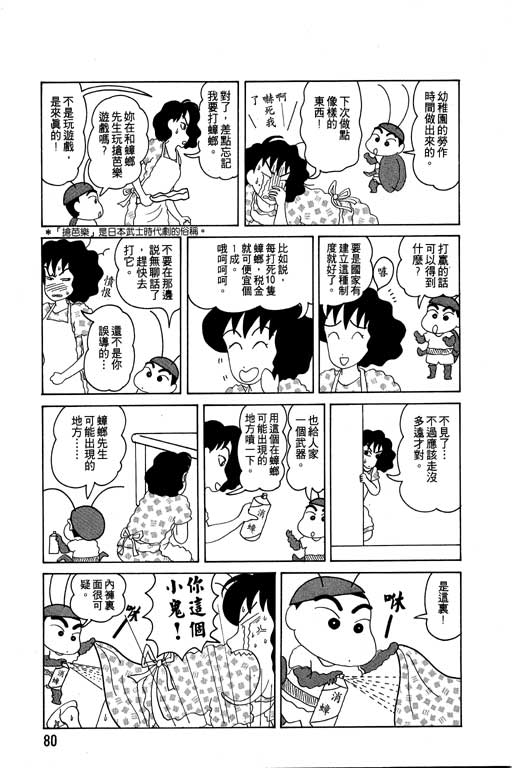 幼稚園的勞作
時間做出來的。
下次做點
像樣的
東西！
嚇死我
了啊
對了，差點忘記
我要打蟑螂
妳在和蟑螂
先生玩搶芭樂
遊戲嗎？
不是玩遊戲，
是來真的！
＊「搶芭樂」是日本武士時代劇的俗稱。
打贏的話
可以得到
什麼？
要是國家有
建立這種制
度就好了。
比如說，
每打死10隻
蟑螂，稅金
就可便宜個
1成。
哦呵呵呵。
不要在那邊
說無聊話了
，趕快去
打它。
惱恨
還不是你
誤導的…
不見了…
不過應該走沒
多遠才對。
也給人家
一個武器。
用這個在蟑螂
可能出現的
地方噴一下。
消蟑
蟑螂先生
可能出現的
地方……
是這裏！
咻
消蟑
你這個
小鬼！
咻
內褲裏
面很可
疑。
消蟑
80